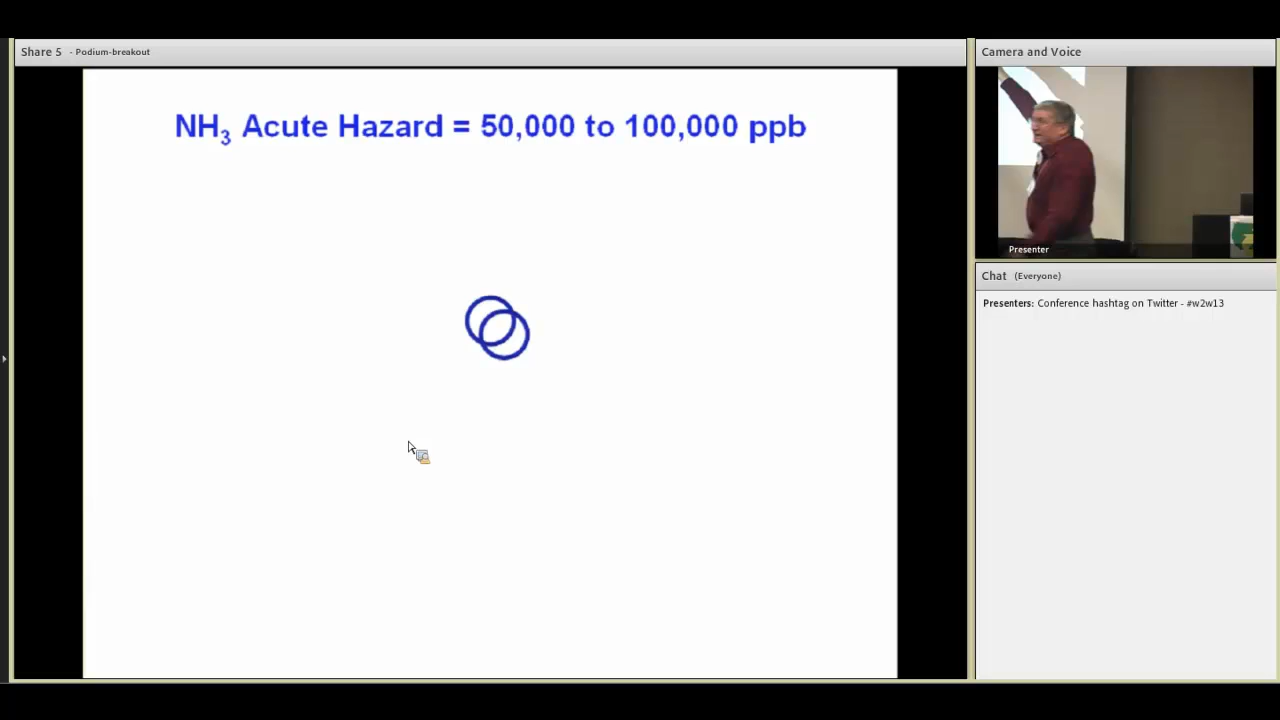 Share 5 - Podium-breakout
NH₃ Acute Hazard = 50,000 to 100,000 ppb
Camera and Voice
Presenter
Chat (Everyone)
Presenters: Conference hashtag on Twitter - #w2w13